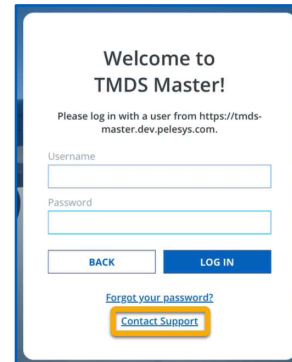 Welcome to
TMDS Master!
Please log in with a user from https://tmds-
master.dev.pelesys.com.
Username
Password
BACK LOG IN
Forgot your password?
Contact Support